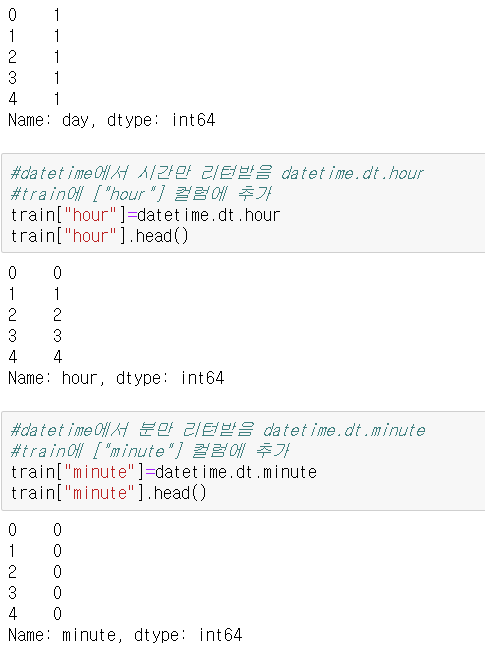 0 1
1 1
2 1
3 1
4 1
Name: day, dtype: int64
#datetime에서 시간만 리턴받음 datetime.dt.hour
#train에 ["hour"] 컬럼에 추가
train["hour"]=datetime.dt.hour
train["hour"].head()
0 0
1 1
2 2
3 3
4 4
Name: hour, dtype: int64
#datetime에서 분만 리턴받음 datetime.dt.minute
#train에 ["minute"] 컬럼에 추가
train["minute"]=datetime.dt.minute
train["minute"].head()
0 0
1 0
2 0
3 0
4 0
Name: minute, dtype: int64